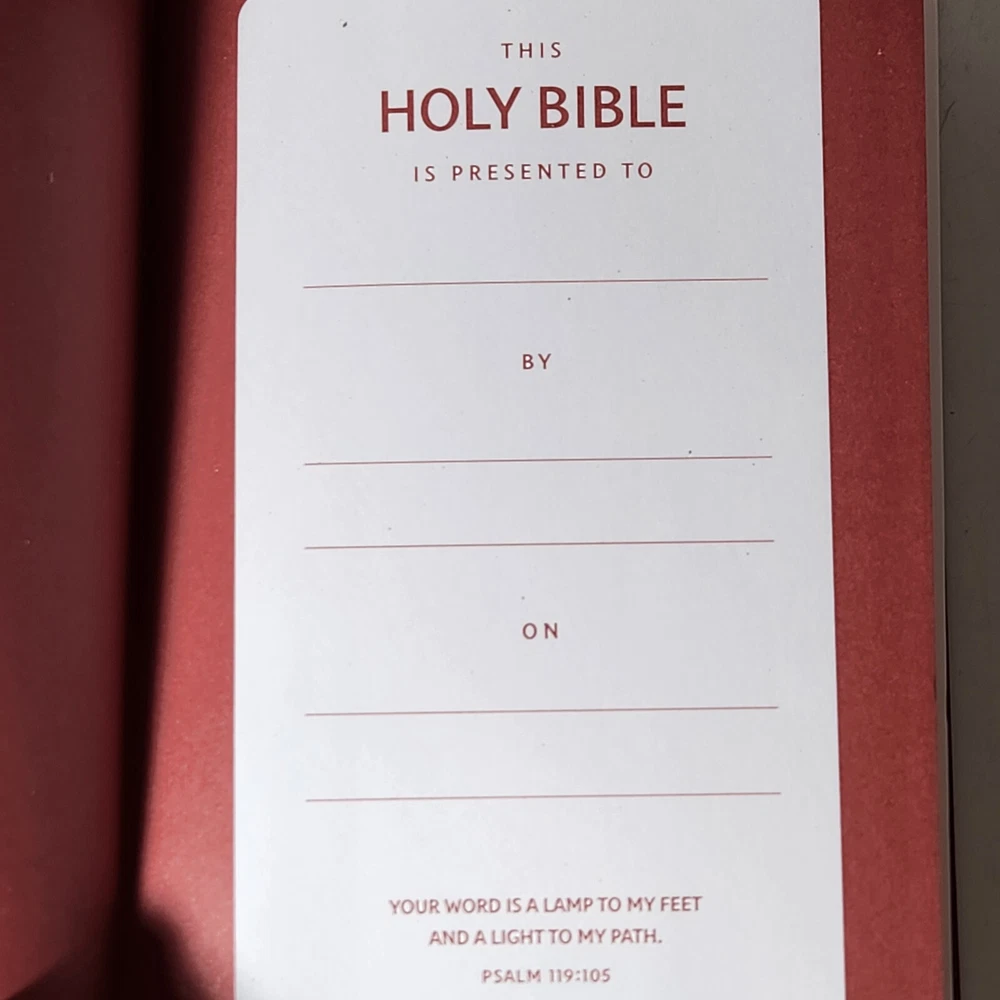 THIS
HOLY BIBLE
IS PRESENTED TO
BY
ON
YOUR WORD IS A LAMP TO MY FEET
AND A LIGHT TO MY PATH.
PSALM 119:105